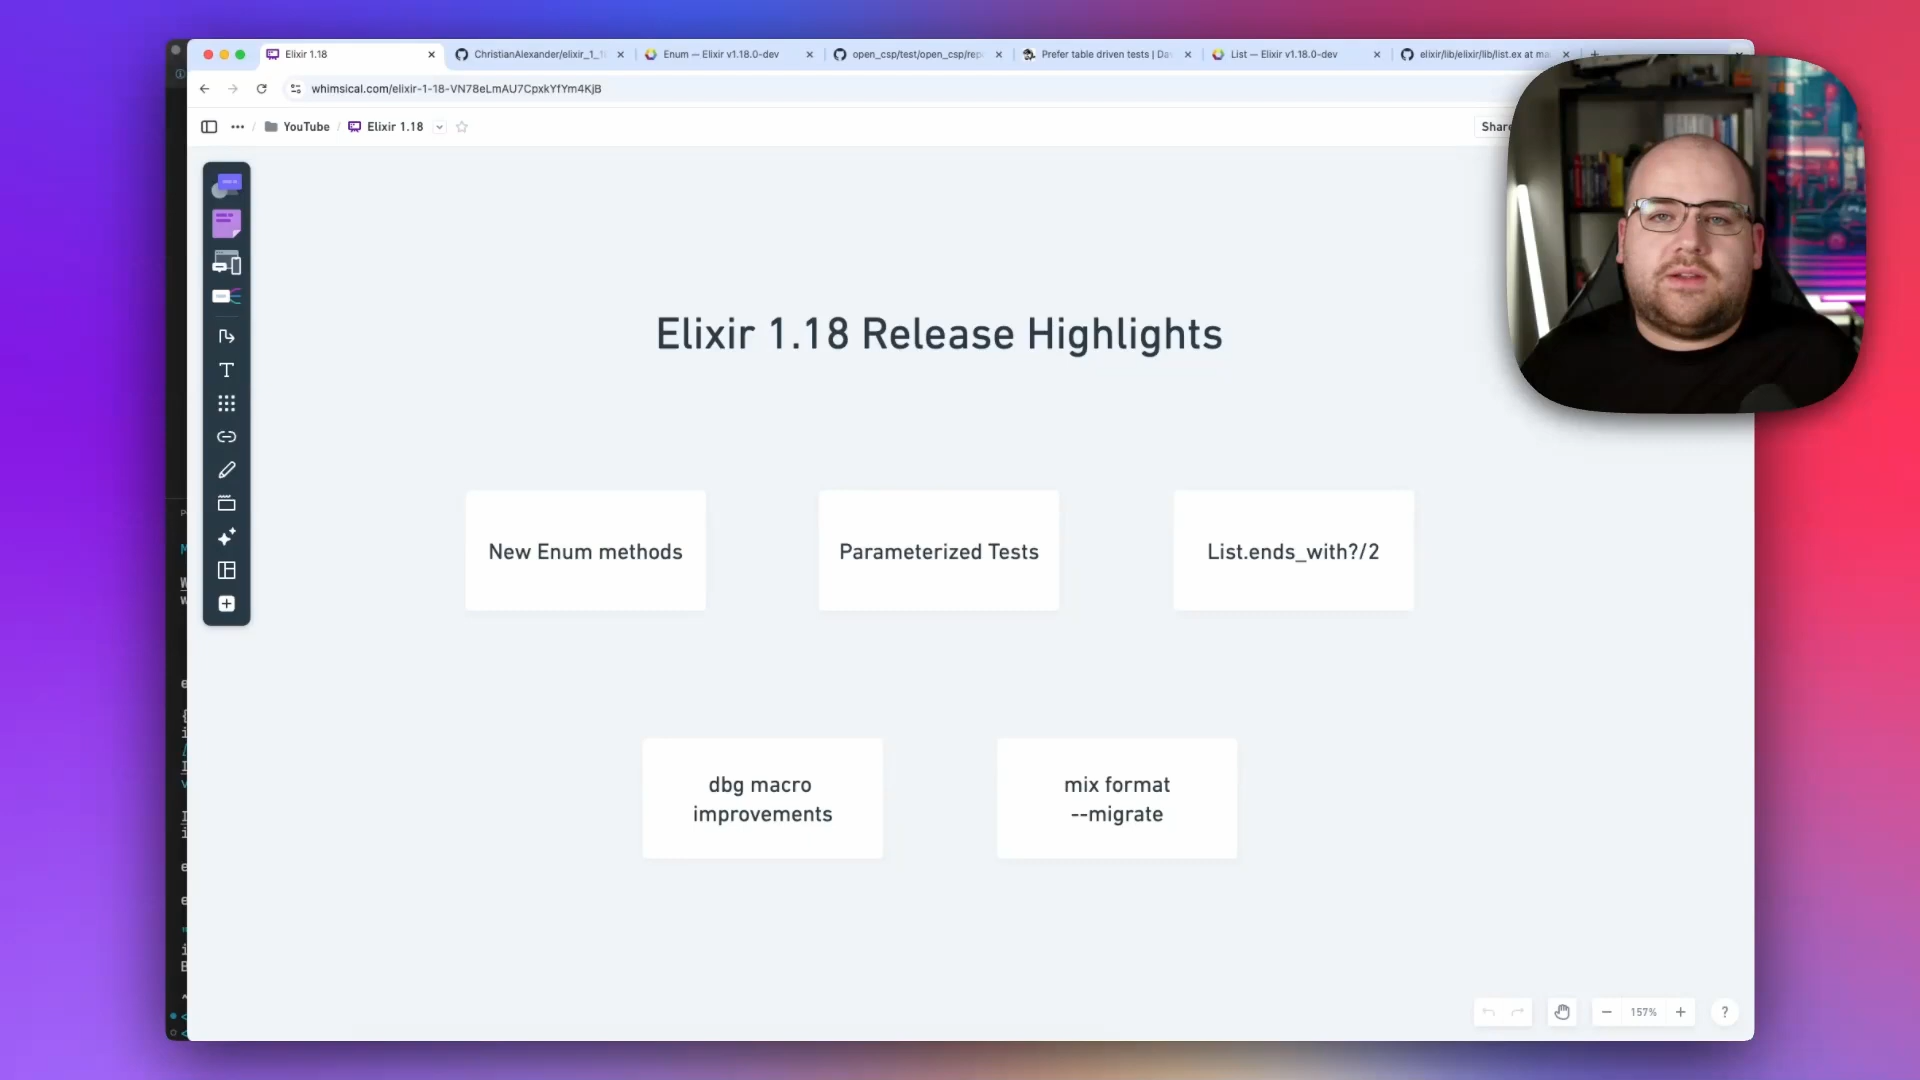 Elixir 1.18
ChristianAlexander/elixir_1_1
Enum — Elixir v1.18.0-dev
open_csp/test/open_csp/rep
Prefer table driven tests | Da
List — Elixir v1.18.0-dev
elixir/lib/elixir/lib/list.ex at ma
whimsical.com/elixir-1-18-VN78eLmAU7CpxkYfYm4KjB
YouTube / Elixir 1.18
Share
Elixir 1.18 Release Highlights
New Enum methods
Parameterized Tests
List.ends_with?/2
dbg macro
improvements
mix format
--migrate
157%
?